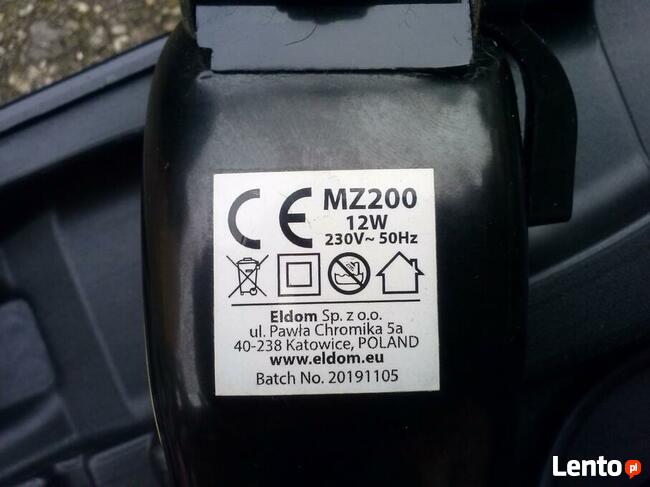 CE MZ200
12W
230V~ 50Hz
Eldom Sp. z o.o.
ul. Pawła Chromika 5a
40-238 Katowice, POLAND
www.eldom.eu
Batch No. 20191105
Lento.pl